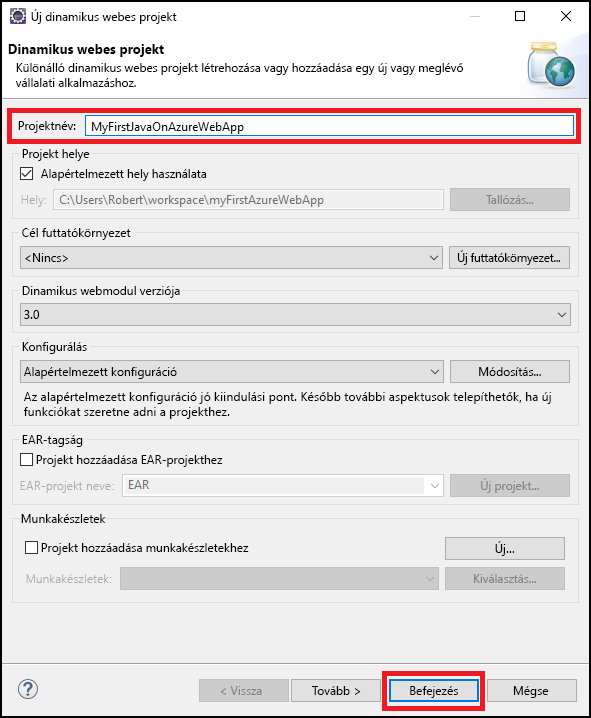 Új dinamikus webes projekt
Dinamikus webes projekt
Különálló dinamikus webes projekt létrehozása vagy hozzáadása egy új vagy meglévő
vállalati alkalmazáshoz.
Projektnév: MyFirstJavaOnAzureWebApp
Projekt helye
Alapértelmezett hely használata
Hely: C:\Users\Robert\workspace\myFirstAzureWebApp Tallózás...
Cél futtatókörnyezet
<Nincs> Új futtatókörnyezet...
Dinamikus webmodul verziója
3.0
Konfigurálás
Alapértelmezett konfiguráció Módosítás...
Az alapértelmezett konfiguráció jó kiindulási pont. Később további aspektusok telepíthetők, ha új
funkciókat szeretne adni a projekthez.
EAR-tagság
Projekt hozzáadása EAR-projekthez
EAR-projekt neve: EAR Új projekt...
Munkakészletek
Projekt hozzáadása munkakészletekhez Új...
Munkakészletek: Kiválasztás...
? < Vissza Tovább > Befejezés Mégse